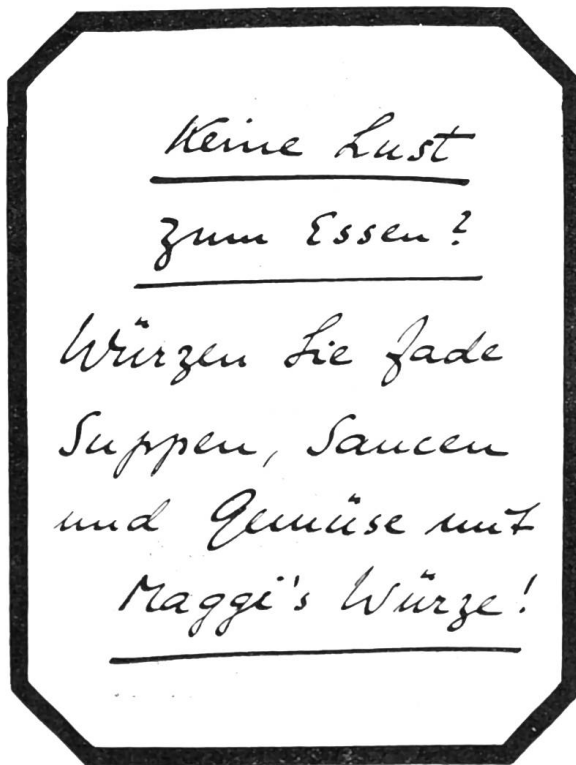 Keine Lust
zum Essen?
Würzen Sie fade
Suppen, Saucen
und Gemüse mit
Maggi's Würze!